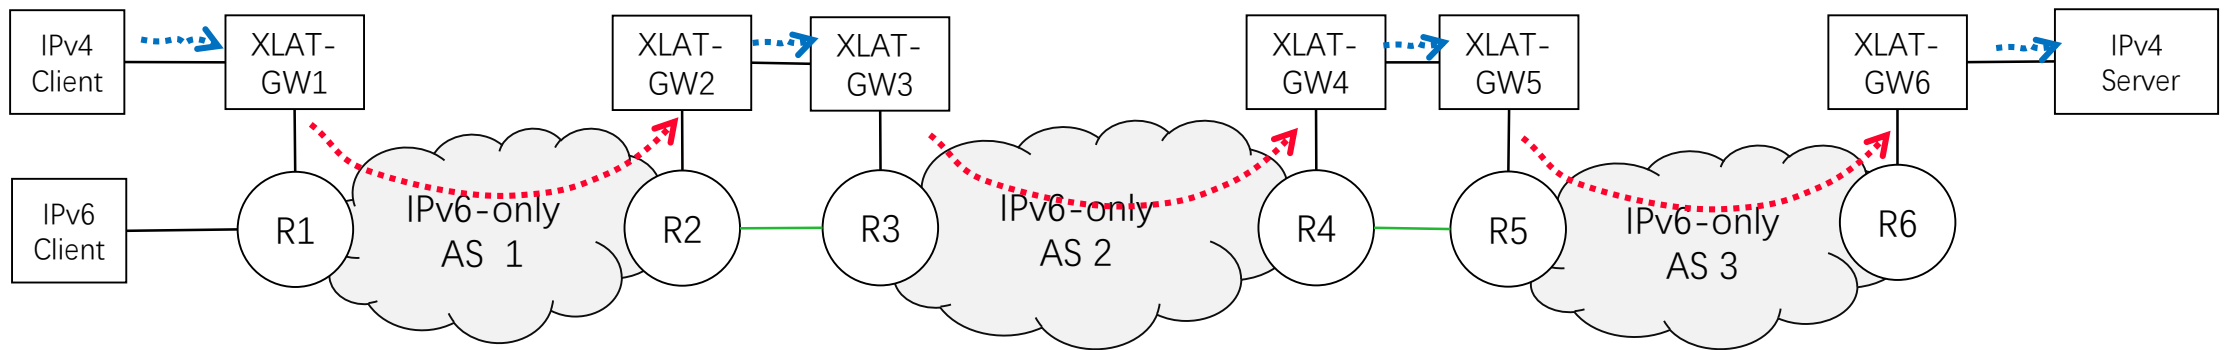 IPv4
Client
XLAT-
GW1
XLAT-
GW2
XLAT-
GW3
XLAT-
GW4
XLAT-
GW5
XLAT-
GW6
IPv4
Server
IPv6
Client
R1
IPv6-only
AS 1
R2
R3
IPv6-only
AS 2
R4
R5
IPv6-only
AS 3
R6